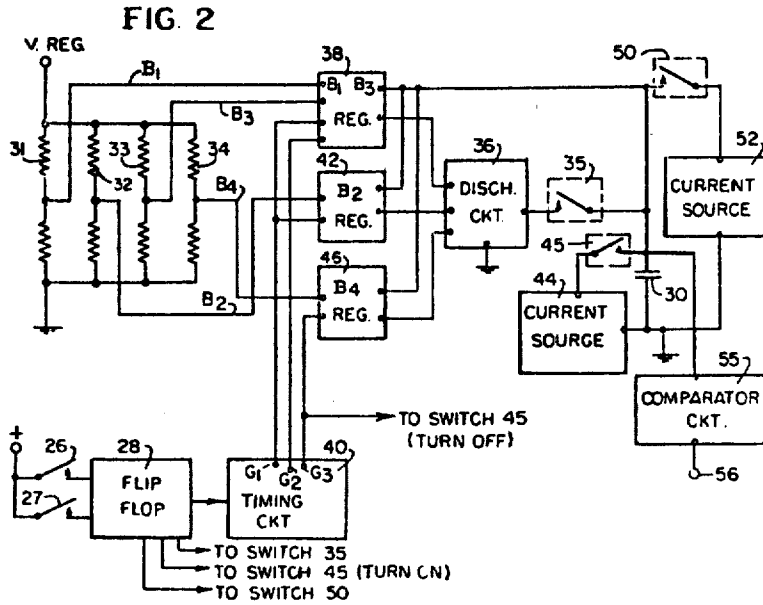 FIG. 2
V. REG.
B1
B3
31
32
33
34
B4
B2
38
B1 B3
REG.
42
B2
REG.
46
B4
REG.
36
DISCH.
CKT.
35
50
52
CURRENT
SOURCE
45
44
CURRENT
SOURGE
30
55
COMPARATOR
CKT.
56
TO SWITCH 45
(TURN OFF)
+
26
27
28
FLIP
FLOP
40
G1 G2 G3
TIMING
CKT
TO SWITCH 35
TO SWITCH 45 (TURN ON)
TO SWITCH 50